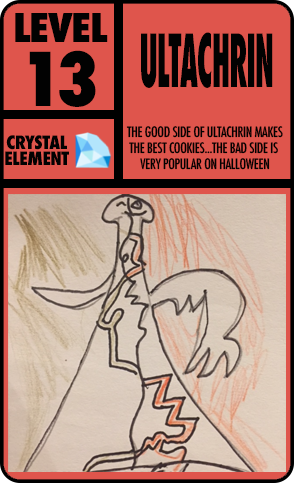 LEVEL
13
ULTACHRIN
CRYSTAL
ELEMENT
THE GOOD SIDE OF ULTACHRIN MAKES
THE BEST COOKIES...THE BAD SIDE IS
VERY POPULAR ON HALLOWEEN